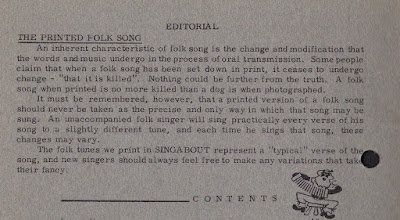 EDITORIAL
THE PRINTED FOLK SONG
An inherent characteristic of folk song is the change and modification that
the words and music undergo in the process of oral transmission. Some people
claim that when a folk song has been set down in print, it ceases to undergo
change - "that it is killed". Nothing could be further from the truth. A folk
song when printed is no more killed than a dog is when photographed.
It must be remembered, however, that a printed version of a folk song
should never be taken as the precise and only way in which that song may be
sung. An unaccompanied folk singer will sing practically every verse of his
song to a slightly different tune, and each time he sings that song, these
changes may vary.
The folk tunes we print in SINGABOUT represent a "typical" verse of the
song, and new singers should always feel free to make any variations that take
their fancy.
CONTENTS